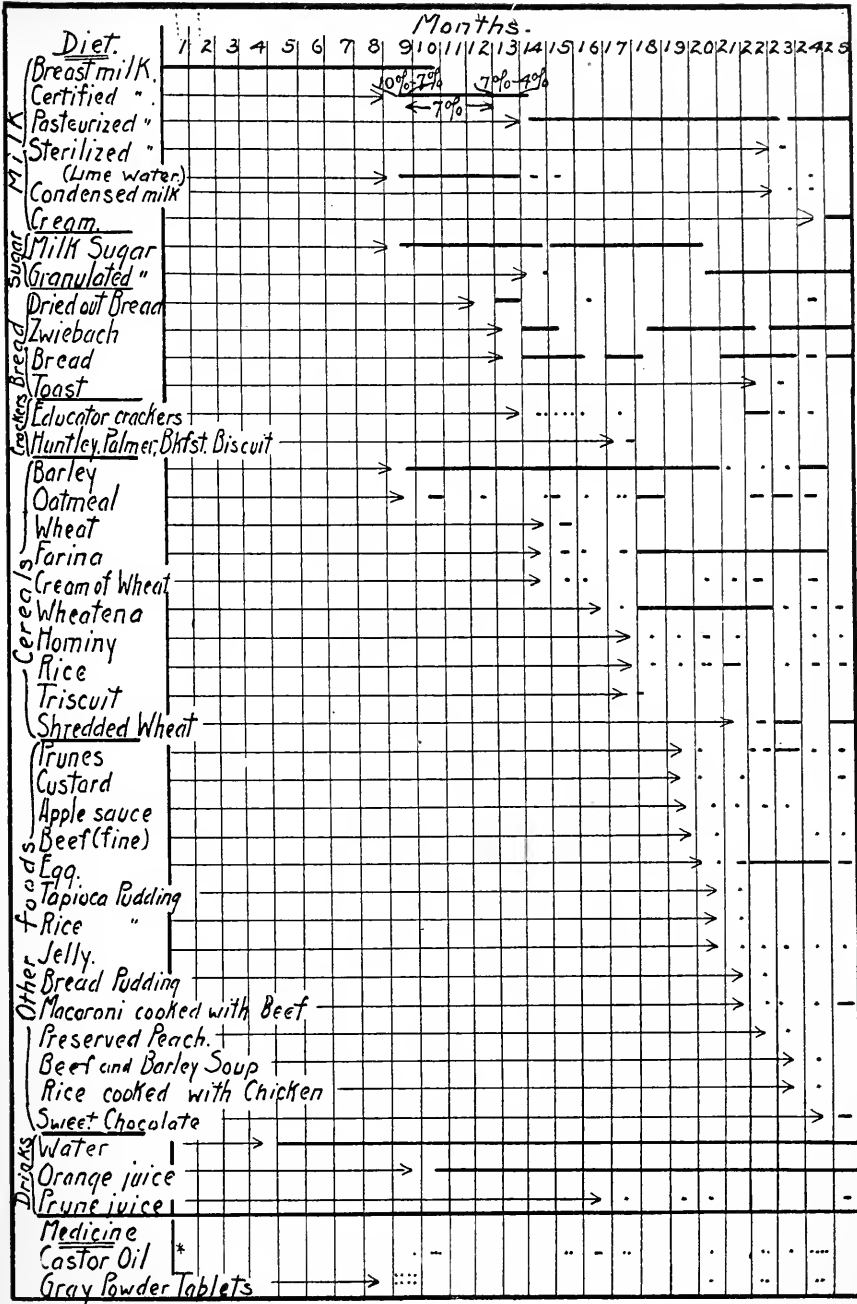 Months.
Diet. 1 2 3 4 5 6 7 8 9 10 11 12 13 14 15 16 17 18 19 20 21 22 23 24 25
Milk
Breast milk.
10%-7% 7%-4%
Certified " .
7%
Pasteurized "
Sterilized "
(Lime water.)
Condensed milk
Cream.
Sugar
Milk Sugar
Granulated "
Bread
Dried out Bread
Zwiebach
Bread
Toast
Crackers
Educator crackers
Huntley, Palmer, Bkfst. Biscuit
Cereals
Barley
Oatmeal
Wheat
Farina
Cream of Wheat
Wheatena
Hominy
Rice
Triscuit
Shredded Wheat
Other foods
Prunes
Custard
Apple sauce
Beef (fine)
Egg.
Tapioca Pudding
Rice "
Jelly.
Bread Pudding
Macaroni cooked with Beef
Preserved Peach.
Beef and Barley Soup
Rice cooked with Chicken
Sweet Chocolate
Drinks
Water
Orange juice
Prune juice
Medicine
Castor Oil *
Gray Powder Tablets